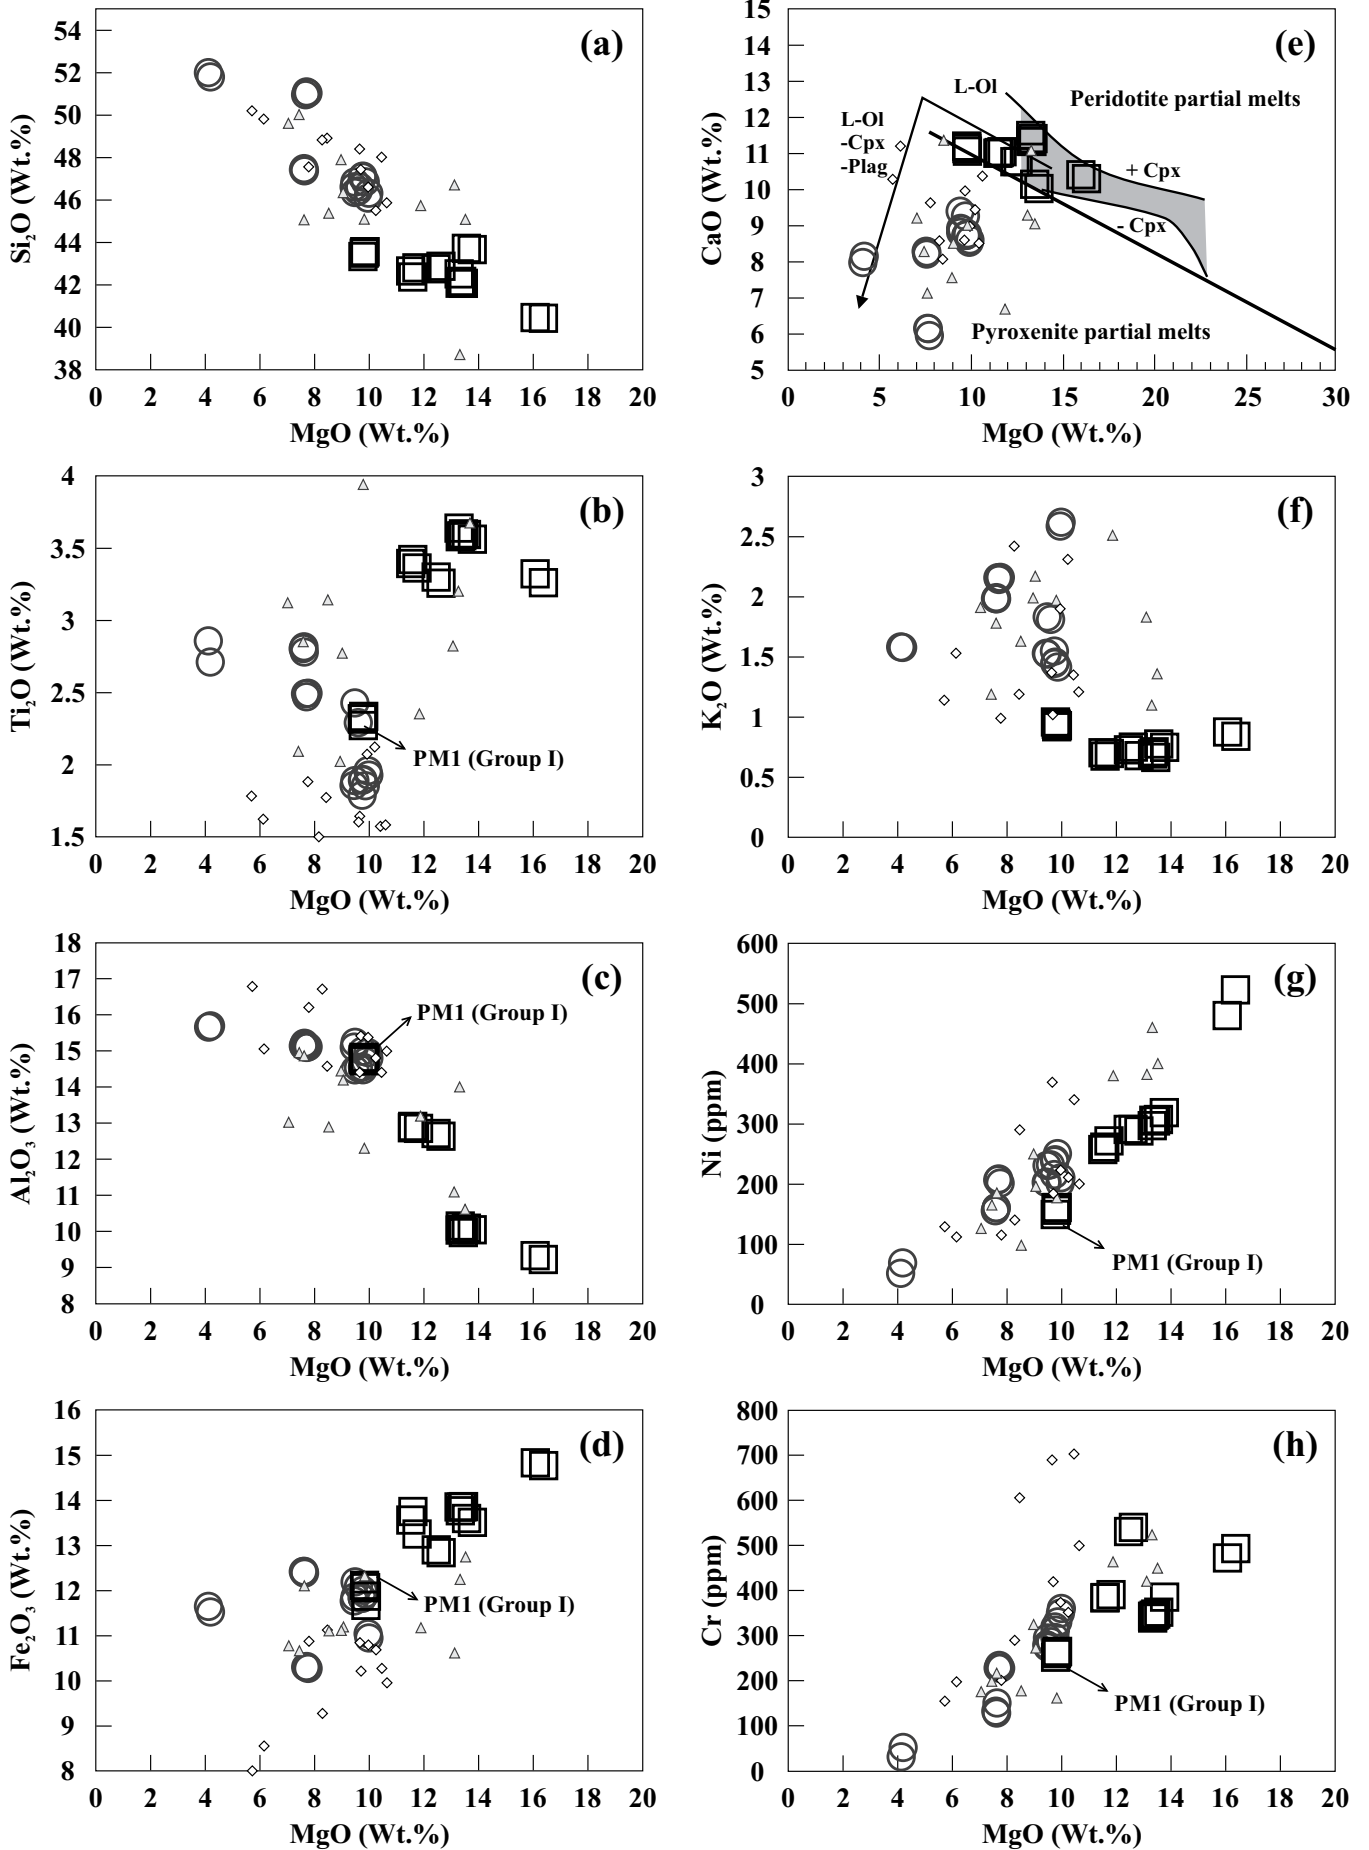 (a)
54
52
50
48
46
44
42
40
38
Si₂O (Wt.%)
0 2 4 6 8 10 12 14 16 18 20
MgO (Wt.%)
(b)
4
3.5
3
2.5
2
1.5
Ti₂O (Wt.%)
PM1 (Group I)
0 2 4 6 8 10 12 14 16 18 20
MgO (Wt.%)
(c)
18
17
16
15
14
13
12
11
10
9
8
Al₂O₃ (Wt.%)
PM1 (Group I)
0 2 4 6 8 10 12 14 16 18 20
MgO (Wt.%)
(d)
16
15
14
13
12
11
10
9
8
Fe₂O₃ (Wt.%)
PM1 (Group I)
0 2 4 6 8 10 12 14 16 18 20
MgO (Wt.%)
(e)
15
14
13
12
11
10
9
8
7
6
5
CaO (Wt.%)
L-Ol
Peridotite partial melts
L-Ol
-Cpx
-Plag
+ Cpx
- Cpx
Pyroxenite partial melts
0 5 10 15 20 25 30
MgO (Wt.%)
(f)
3
2.5
2
1.5
1
0.5
0
K₂O (Wt.%)
0 2 4 6 8 10 12 14 16 18 20
MgO (Wt.%)
(g)
600
500
400
300
200
100
0
Ni (ppm)
PM1 (Group I)
0 2 4 6 8 10 12 14 16 18 20
MgO (Wt.%)
(h)
800
700
600
500
400
300
200
100
0
Cr (ppm)
PM1 (Group I)
0 2 4 6 8 10 12 14 16 18 20
MgO (Wt.%)